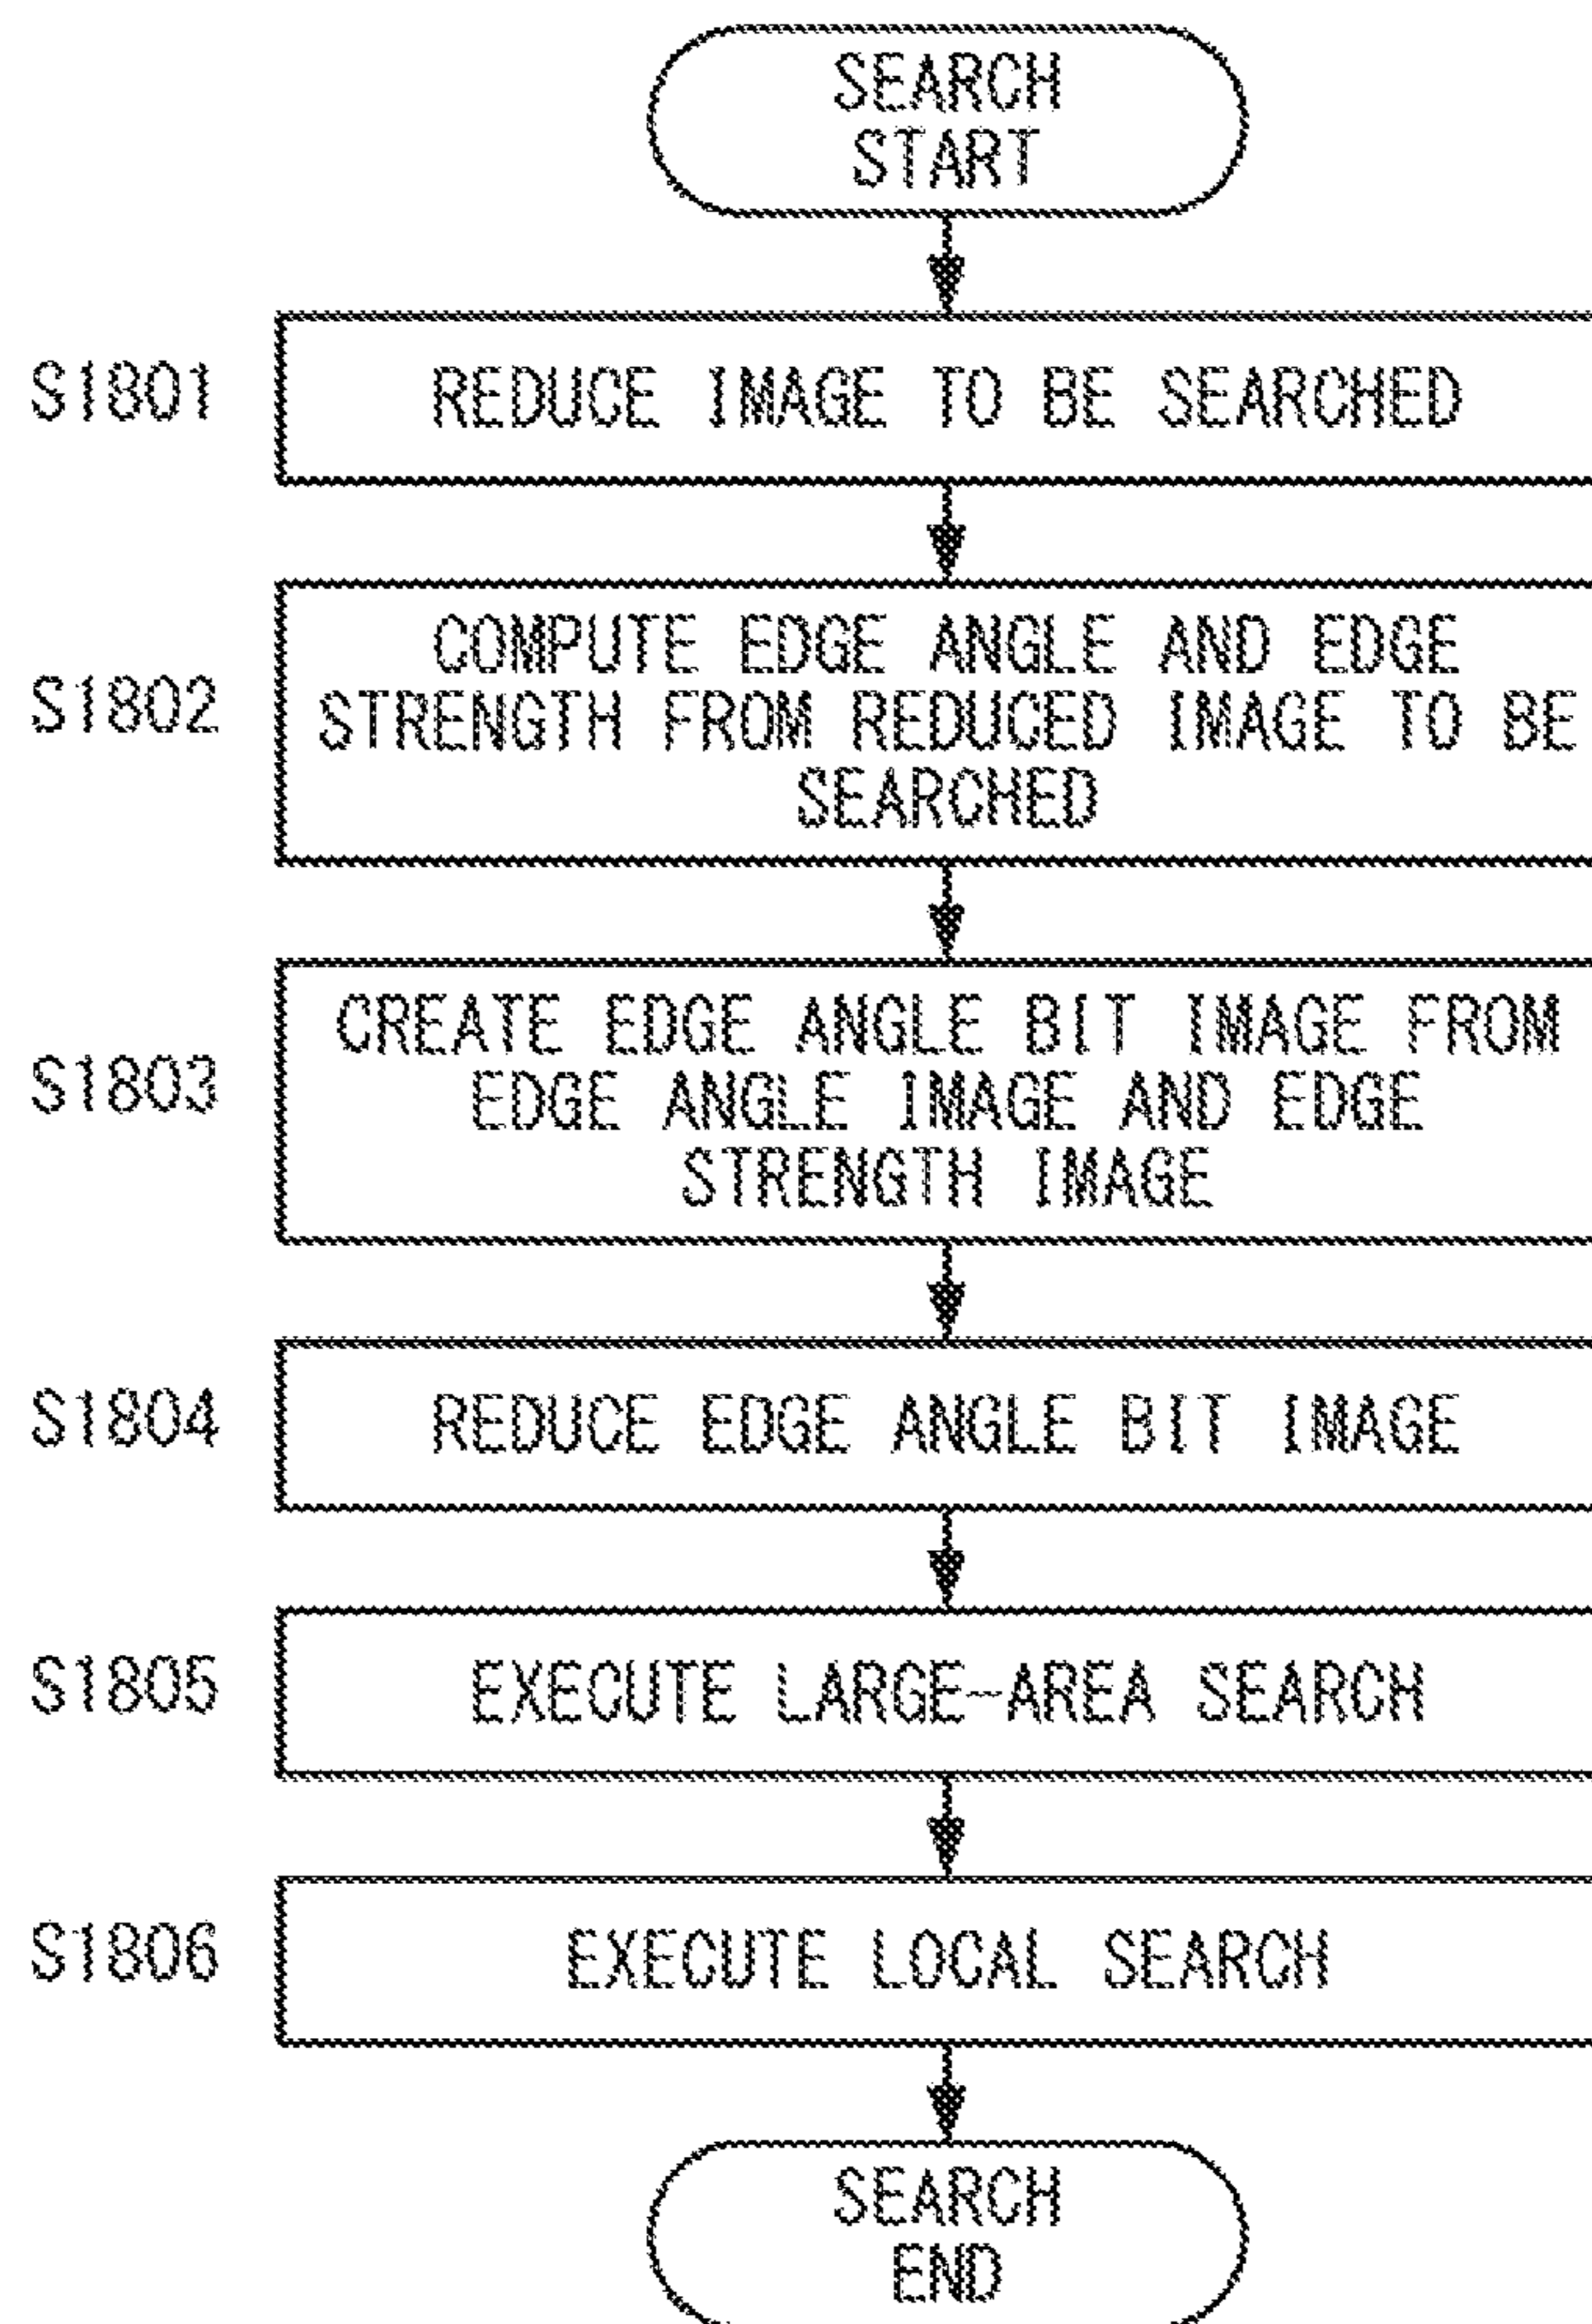 SEARCH
START
S1801
REDUCE IMAGE TO BE SEARCHED
S1802
COMPUTE EDGE ANGLE AND EDGE
STRENGTH FROM REDUCED IMAGE TO BE
SEARCHED
S1803
CREATE EDGE ANGLE BIT IMAGE FROM
EDGE ANGLE IMAGE AND EDGE
STRENGTH IMAGE
S1804
REDUCE EDGE ANGLE BIT IMAGE
S1805
EXECUTE LARGE-AREA SEARCH
S1806
EXECUTE LOCAL SEARCH
SEARCH
END